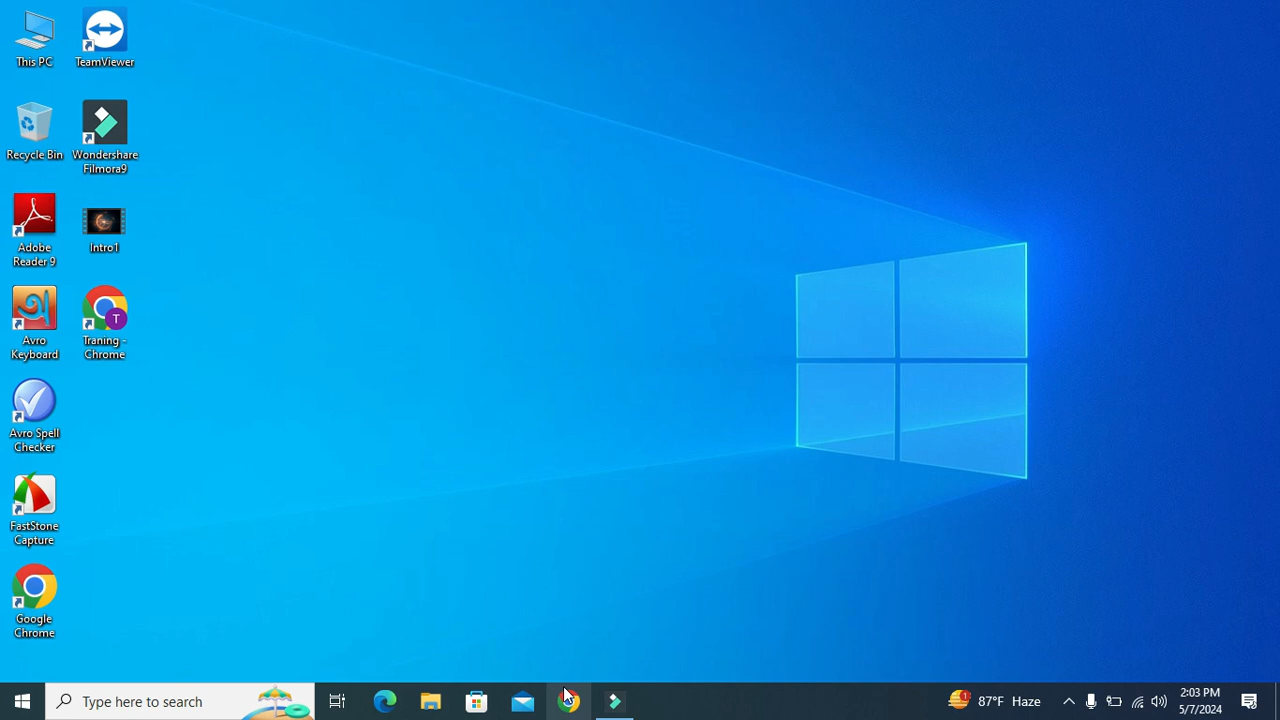 This PC
TeamViewer
Recycle Bin
Wondershare
Filmora9
Adobe
Reader 9
Intro1
Avro
Keyboard
T
Traning -
Chrome
Avro Spell
Checker
FastStone
Capture
Google
Chrome
Type here to search
1
87°F Haze
2:03 PM
5/7/2024